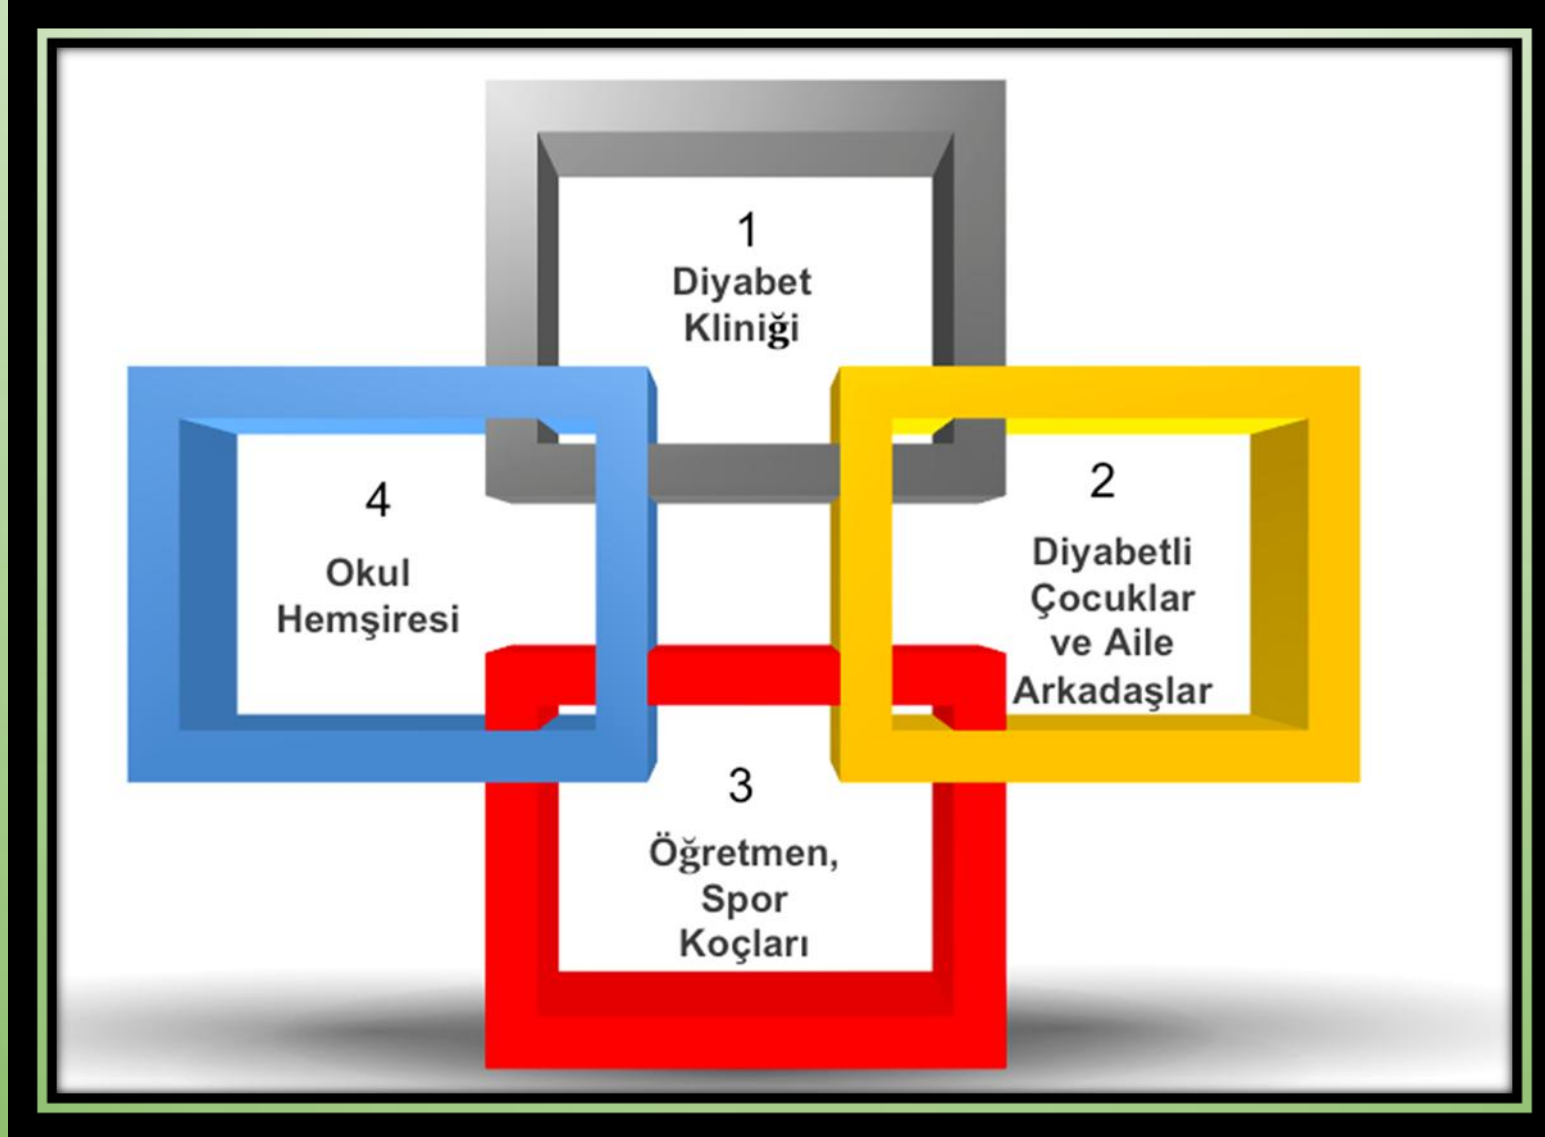 1
Diyabet
Kliniği
2
Diyabetli
Çocuklar
ve Aile
Arkadaşlar
3
Öğretmen,
Spor
Koçları
4
Okul
Hemşiresi